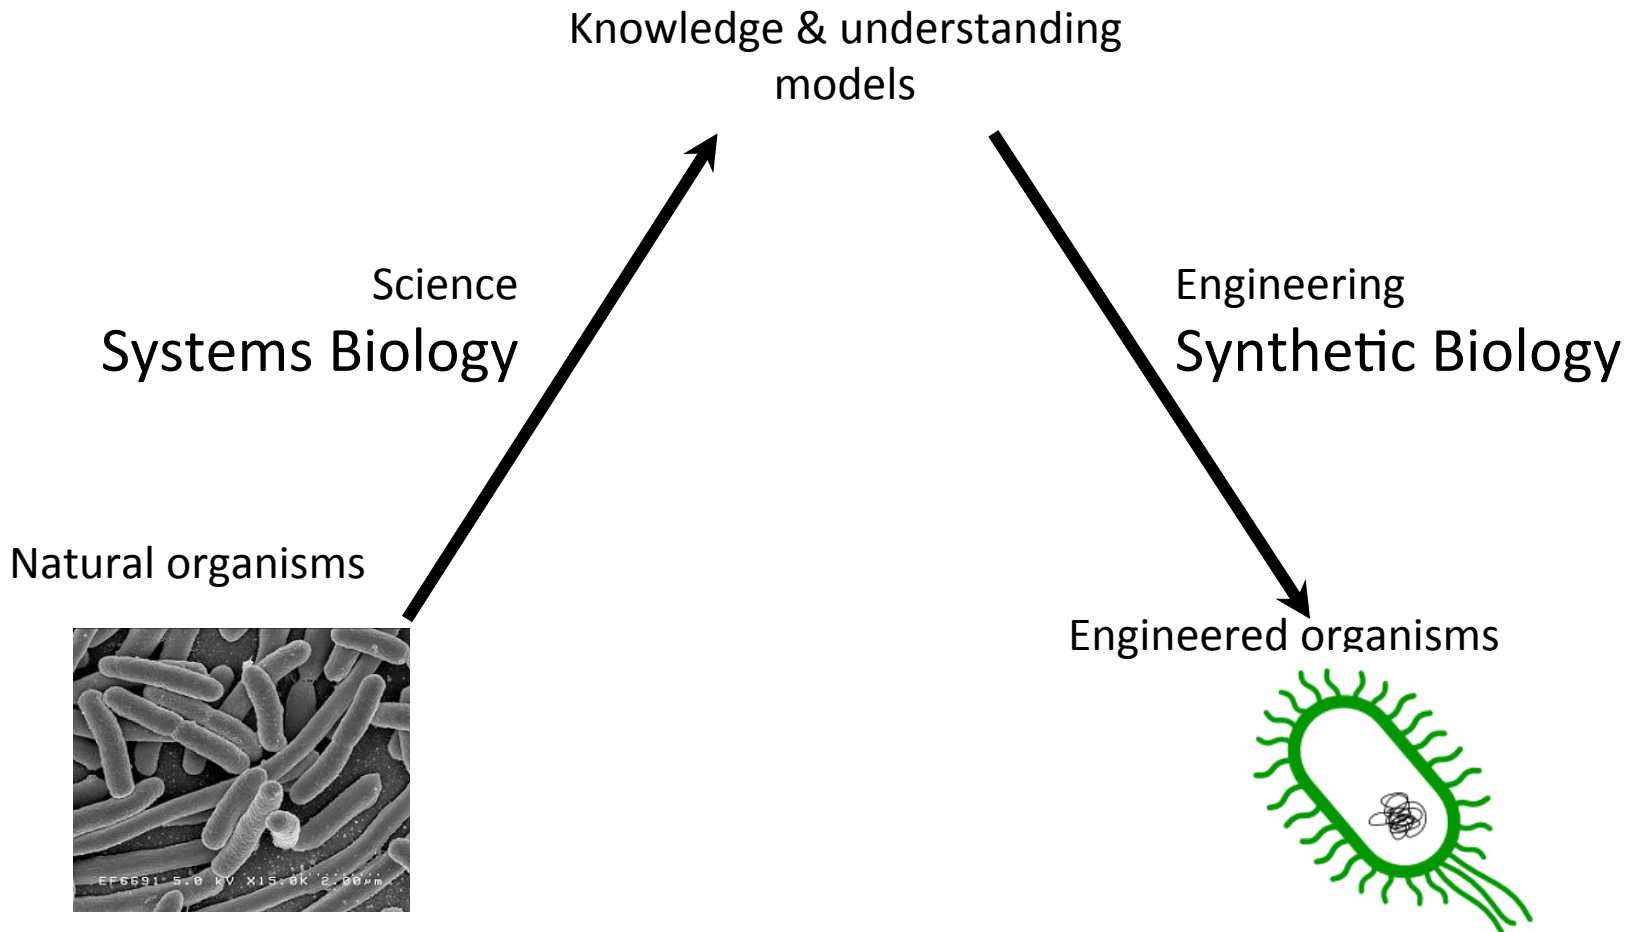 Knowledge & understanding
models
Science
Systems Biology
Engineering
Synthetic Biology
Natural organisms
Engineered organisms
EF6691 5.0 kV X15.0K 2.00µm